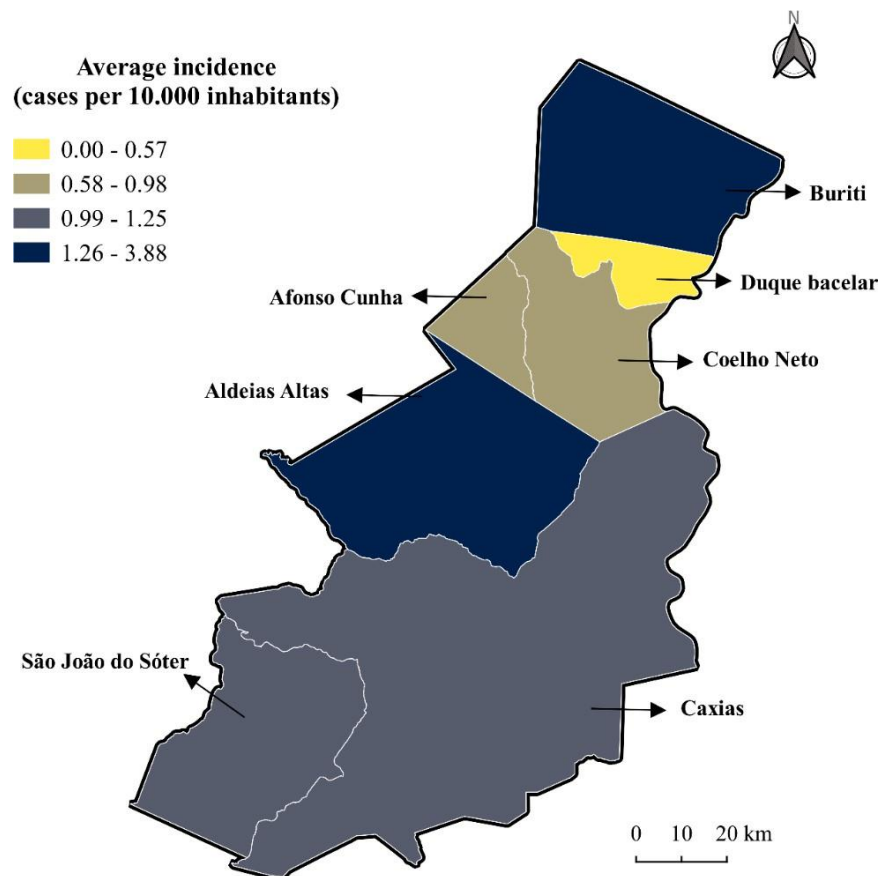 N
Average incidence
(cases per 10.000 inhabitants)
0.00 - 0.57
0.58 - 0.98
0.99 - 1.25
1.26 - 3.88
Buriti
Duque bacelar
Afonso Cunha
Coelho Neto
Aldeias Altas
São João do Sóter
Caxias
0 10 20 km